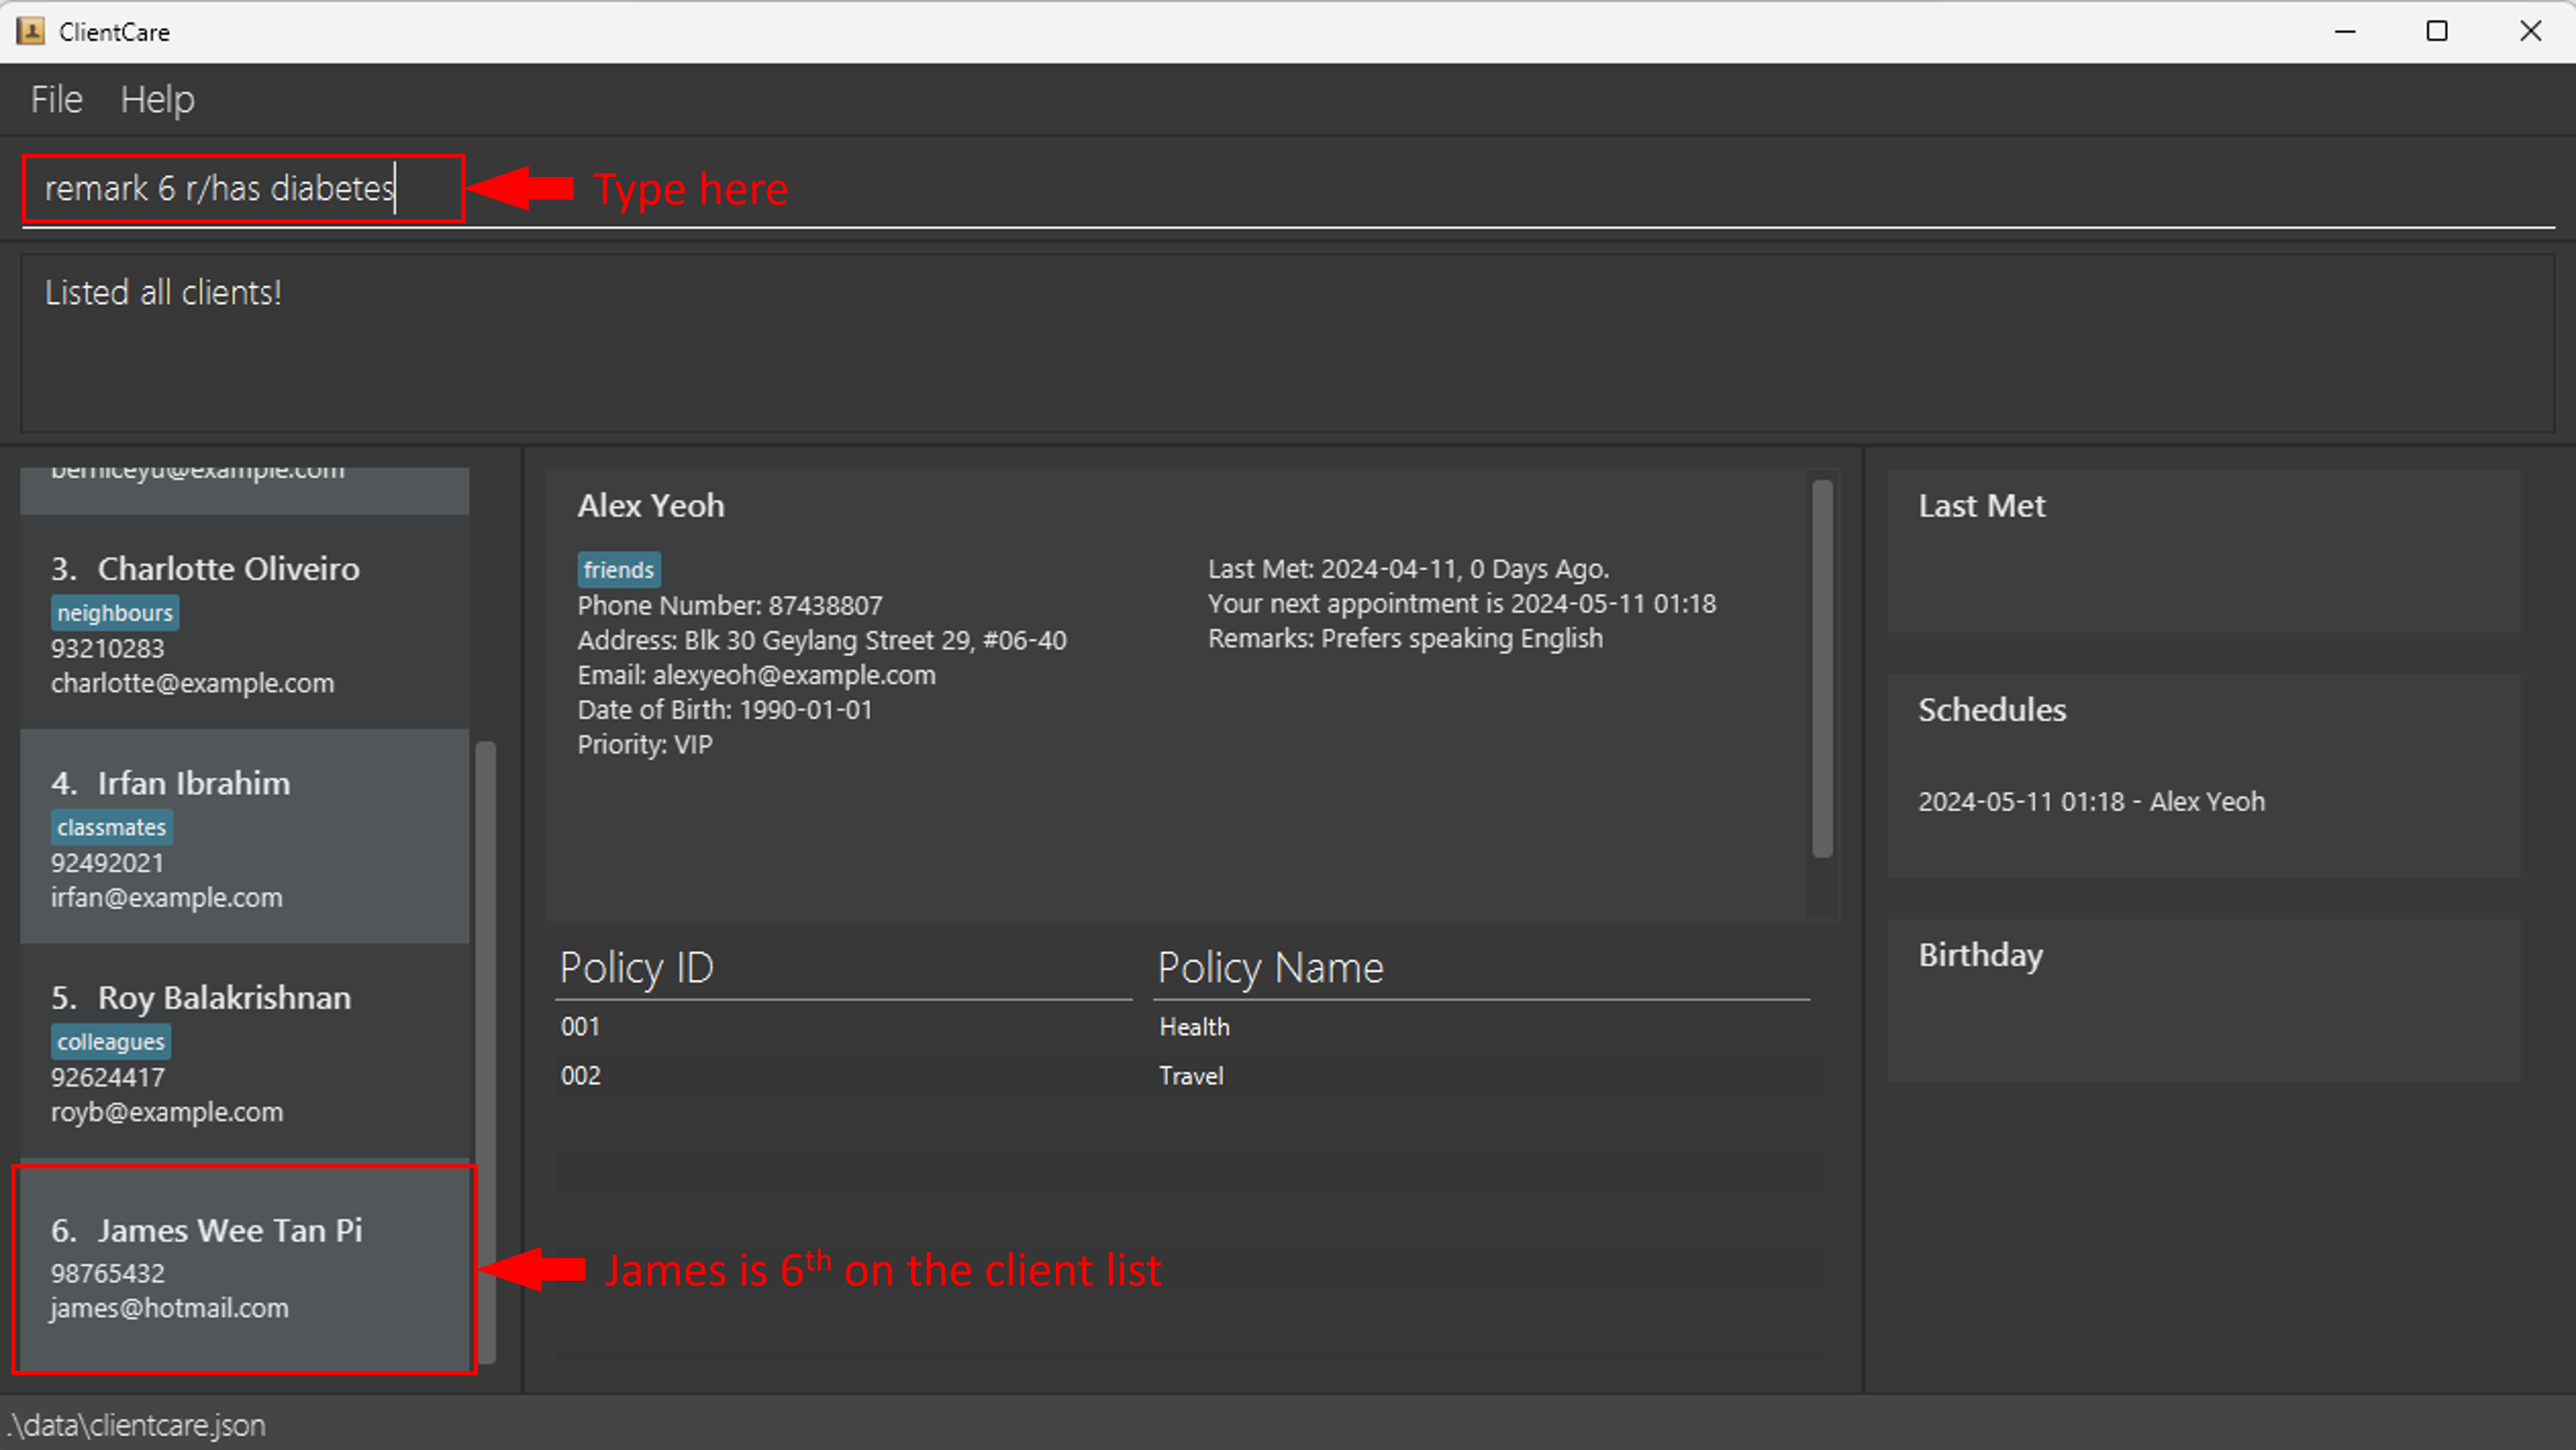 ClientCare
File Help
remark 6 r/has diabetes
Type here
Listed all clients!
berniceyu@example.com
3. Charlotte Oliveiro
neighbours
93210283
charlotte@example.com
4. Irfan Ibrahim
classmates
92492021
irfan@example.com
5. Roy Balakrishnan
colleagues
92624417
royb@example.com
6. James Wee Tan Pi
98765432
james@hotmail.com
James is 6th on the client list
Alex Yeoh
friends
Phone Number: 87438807
Address: Blk 30 Geylang Street 29, #06-40
Email: alexyeoh@example.com
Date of Birth: 1990-01-01
Priority: VIP
Last Met: 2024-04-11, 0 Days Ago.
Your next appointment is 2024-05-11 01:18
Remarks: Prefers speaking English
Policy ID Policy Name
001 Health
002 Travel
Last Met
Schedules
2024-05-11 01:18 - Alex Yeoh
Birthday
.\data\clientcare.json